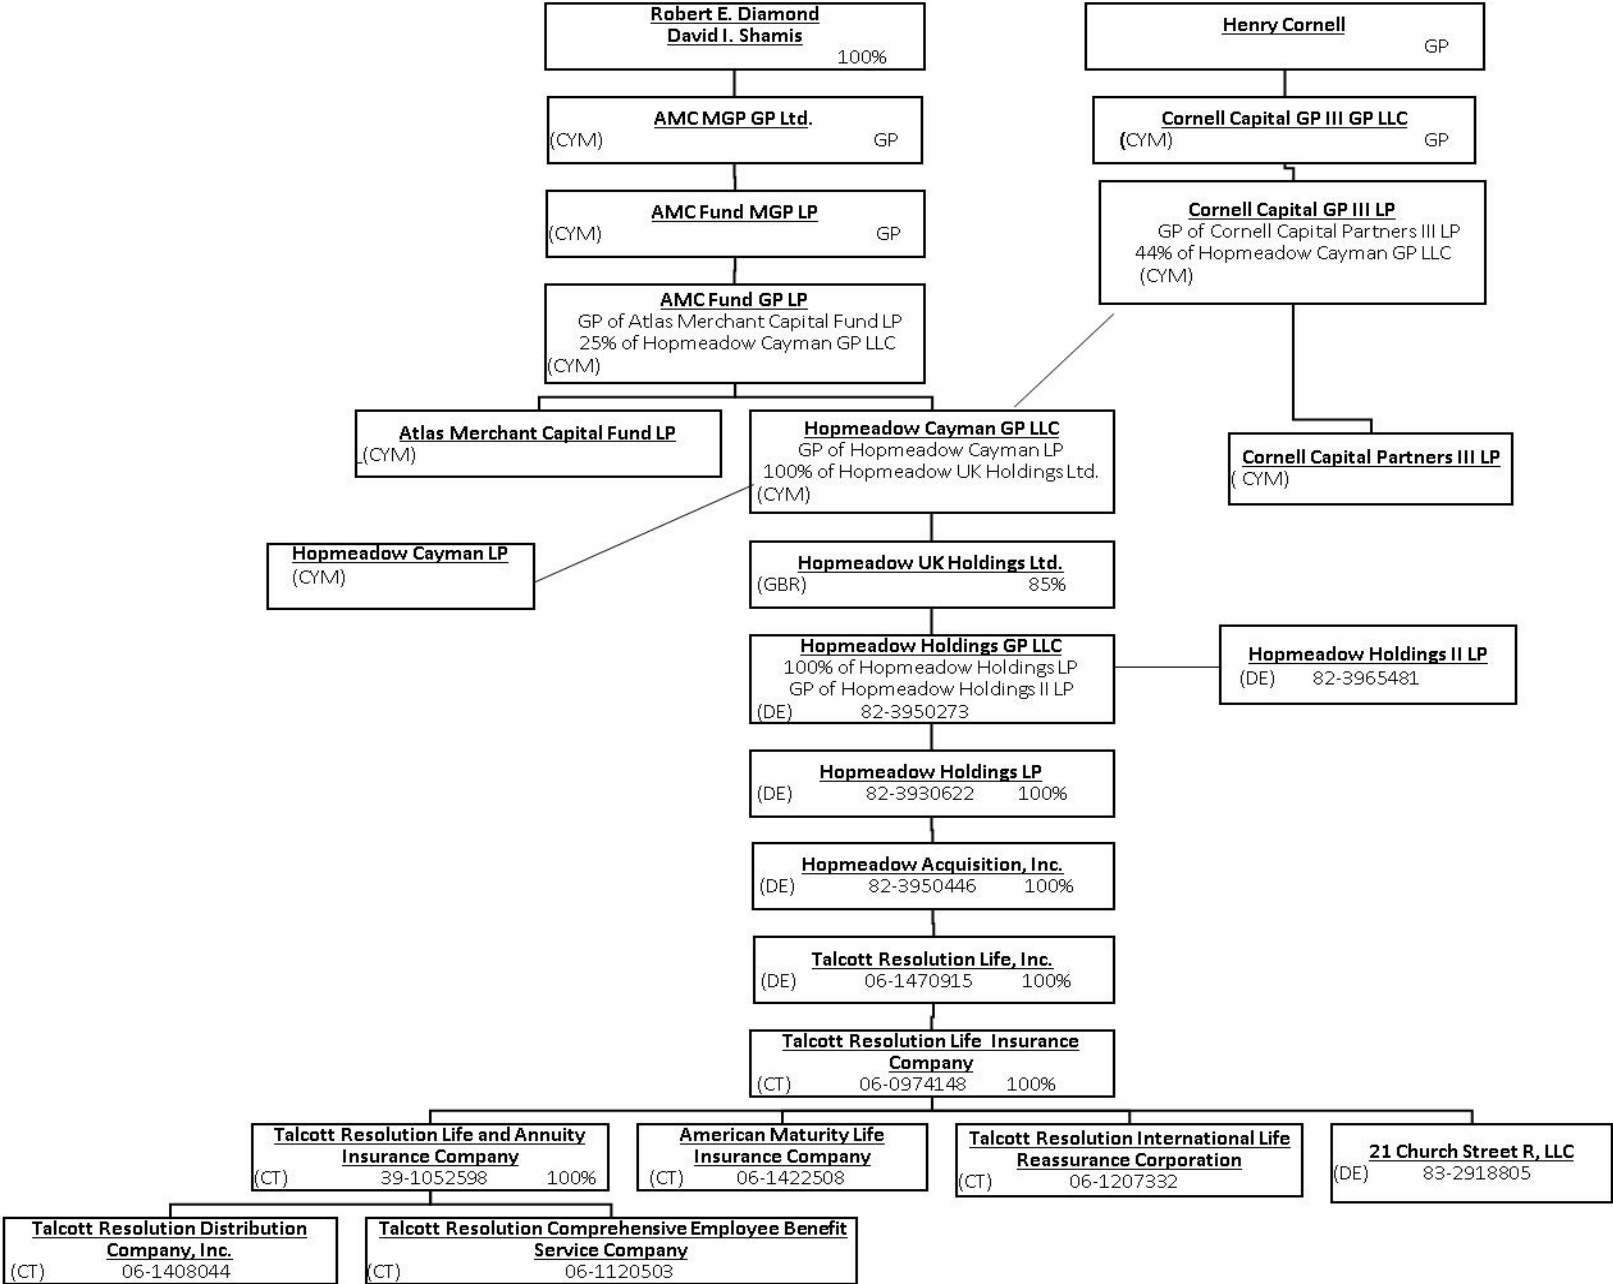 Robert E. Diamond
David I. Shamis
100%
Henry Cornell
GP
AMC MGP GP Ltd.
(CYM) GP
Cornell Capital GP III GP LLC
(CYM) GP
AMC Fund MGP LP
(CYM) GP
Cornell Capital GP III LP
GP of Cornell Capital Partners III LP
44% of Hopmeadow Cayman GP LLC
(CYM)
AMC Fund GP LP
GP of Atlas Merchant Capital Fund LP
25% of Hopmeadow Cayman GP LLC
(CYM)
Atlas Merchant Capital Fund LP
(CYM)
Hopmeadow Cayman GP LLC
GP of Hopmeadow Cayman LP
100% of Hopmeadow UK Holdings Ltd.
(CYM)
Cornell Capital Partners III LP
( CYM)
Hopmeadow Cayman LP
(CYM)
Hopmeadow UK Holdings Ltd.
(GBR) 85%
Hopmeadow Holdings GP LLC
100% of Hopmeadow Holdings LP
GP of Hopmeadow Holdings II LP
(DE) 82-3950273
Hopmeadow Holdings II LP
(DE) 82-3965481
Hopmeadow Holdings LP
(DE) 82-3930622 100%
Hopmeadow Acquisition, Inc.
(DE) 82-3950446 100%
Talcott Resolution Life, Inc.
(DE) 06-1470915 100%
Talcott Resolution Life Insurance
Company
(CT) 06-0974148 100%
Talcott Resolution Life and Annuity
Insurance Company
(CT) 39-1052598 100%
American Maturity Life
Insurance Company
(CT) 06-1422508
Talcott Resolution International Life
Reassurance Corporation
(CT) 06-1207332
21 Church Street R, LLC
(DE) 83-2918805
Talcott Resolution Distribution
Company, Inc.
(CT) 06-1408044
Talcott Resolution Comprehensive Employee Benefit
Service Company
(CT) 06-1120503